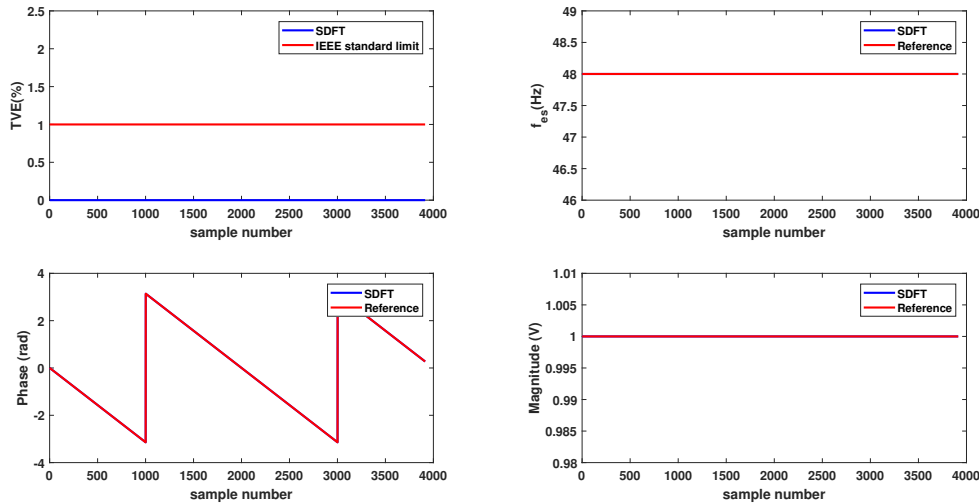 2.5
2
1.5
1
0.5
0
TVE(%)
SDFT
IEEE standard limit
0 500 1000 1500 2000 2500 3000 3500 4000
sample number
49
48.5
48
47.5
47
46.5
46
f_es(Hz)
SDFT
Reference
0 500 1000 1500 2000 2500 3000 3500 4000
sample number
4
2
0
-2
-4
Phase (rad)
SDFT
Reference
0 500 1000 1500 2000 2500 3000 3500 4000
sample number
1.01
1.005
1
0.995
0.99
0.985
0.98
Magnitude (V)
SDFT
Reference
0 500 1000 1500 2000 2500 3000 3500 4000
sample number